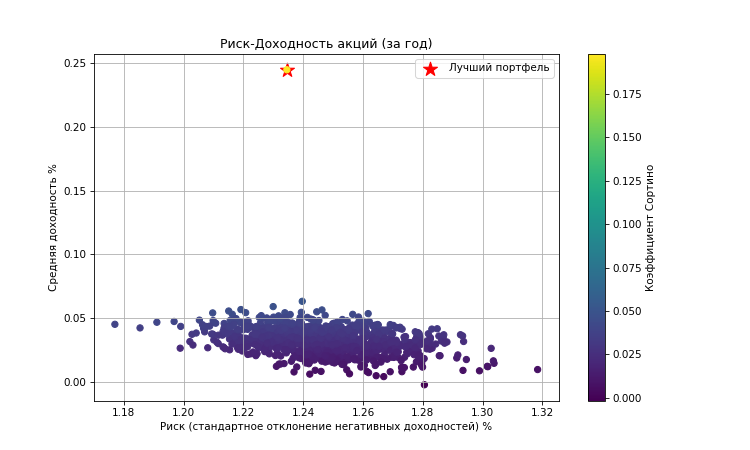 Риск-Доходность акций (за год)
Лучший портфель
0.25
0.20
0.15
0.10
0.05
0.00
Средняя доходность %
1.18 1.20 1.22 1.24 1.26 1.28 1.30 1.32
Риск (стандартное отклонение негативных доходностей) %
0.175
0.150
0.125
0.100
0.075
0.050
0.025
0.000
Коэффициент Сортино